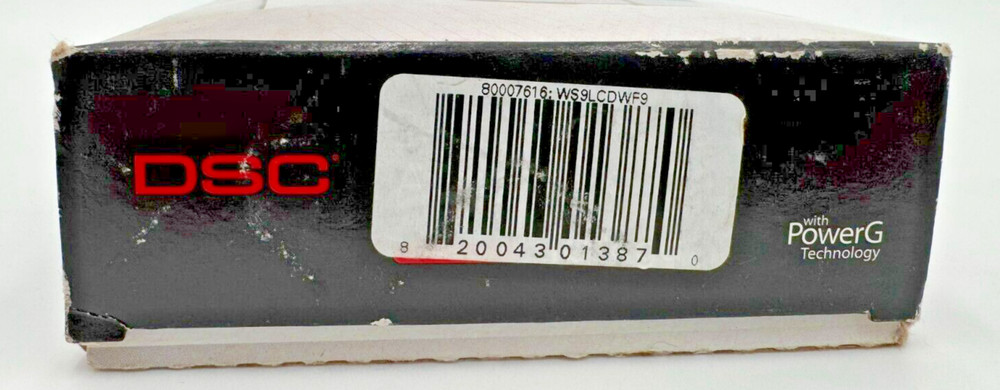 80007616; WS9LCDWF9
DSC
8 20043 01387 0
with
PowerG
Technology